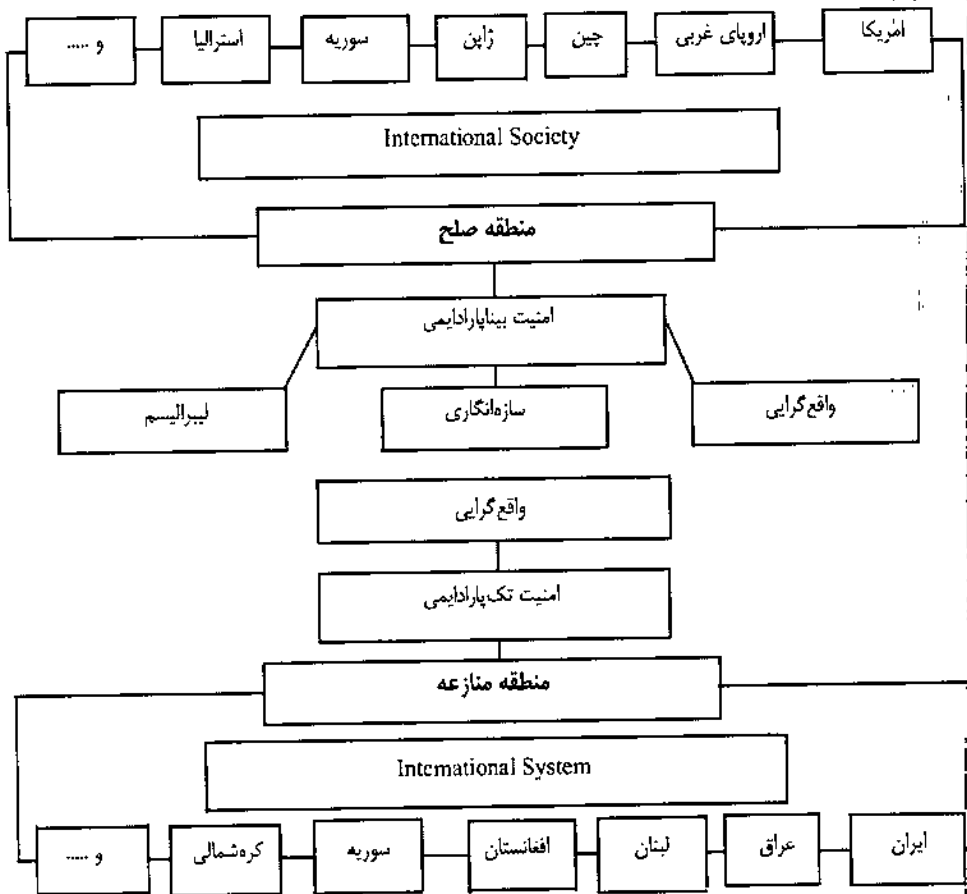 امریکا
اروپای غربی
چین
ژاپن
سوریه
استرالیا
و .....
International Society
منطقه صلح
امنیت بیناپارادایمی
واقع‌گرایی
سازه‌انگاری
لیبرالیسم
واقع‌گرایی
امنیت تک‌پارادایمی
منطقه منازعه
International System
ایران
عراق
لبنان
افغانستان
سوریه
کره‌شمالی
و .....